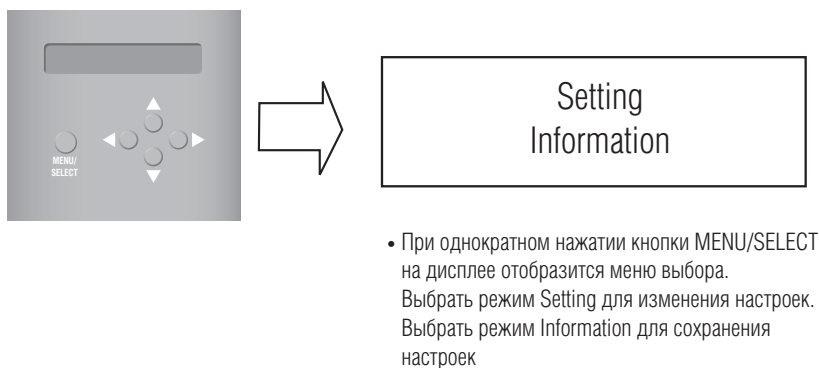 MENU/
SELECT
Setting
Information
• При однократном нажатии кнопки MENU/SELECT
на дисплее отобразится меню выбора.
Выбрать режим Setting для изменения настроек.
Выбрать режим Information для сохранения
настроек